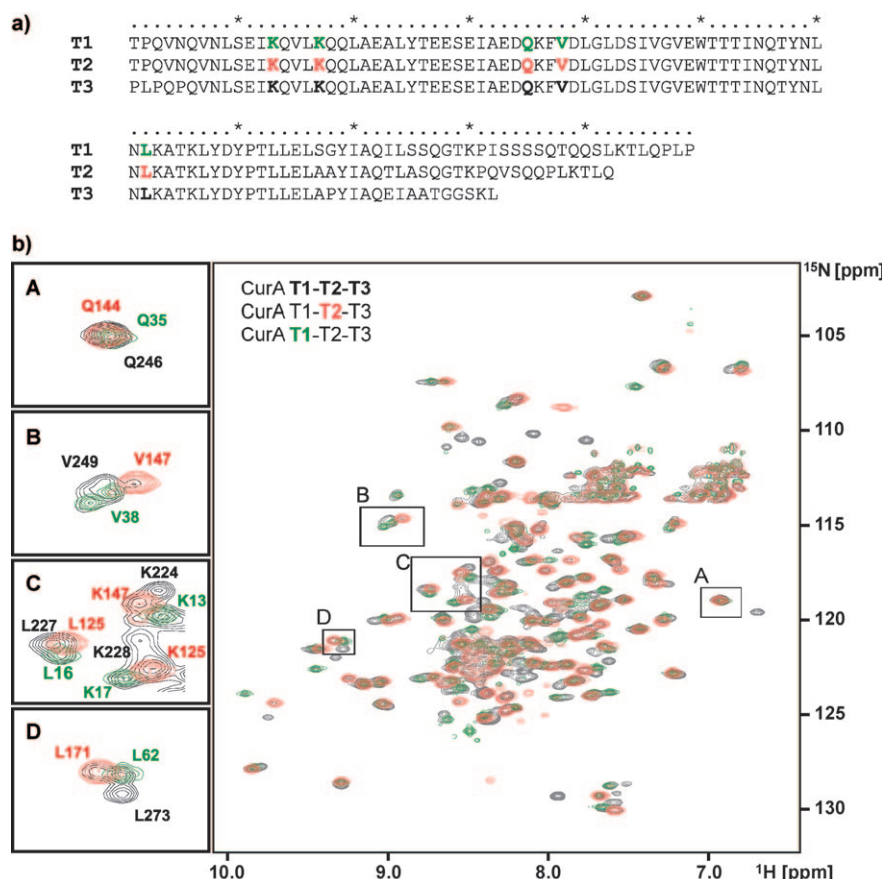 a)
.........*.........*.........*.........*.........*.........*
T1 TPQVNQVNLSEIKQVLKQQLAEALYTEESEIAEDQKFVDLGLDSIVGVEWTTTINQTYNL
T2 TPQVNQVNLSEIKQVLKQQLAEALYTEESEIAEDQKFVDLGLDSIVGVEWTTTINQTYNL
T3 PLPQPQVNLSEIKQVLKQQLAEALYTEESEIAEDQKFVDLGLDSIVGVEWTTTINQTYNL
.........*.........*.........*.........*.........
T1 NLKATKLYDYPTLLELSGYIAQILSSQGTKPISSSSQTQQSLKTLQPLP
T2 NLKATKLYDYPTLLELAAYIAQTLASQGTKPQVSQQPLKTLQ
T3 NLKATKLYDYPTLLELAPYIAQEIAATGGSKL
b)
A
Q144
Q35
Q246
B
V249
V147
V38
C
K224
K147
K13
L227
L125
K228
K125
L16
K17
D
L171
L62
L273
CurA T1-T2-T3
CurA T1-T2-T3
CurA T1-T2-T3
B
C
D
A
15N [ppm]
105
110
115
120
125
130
10.0
9.0
8.0
7.0
1H [ppm]